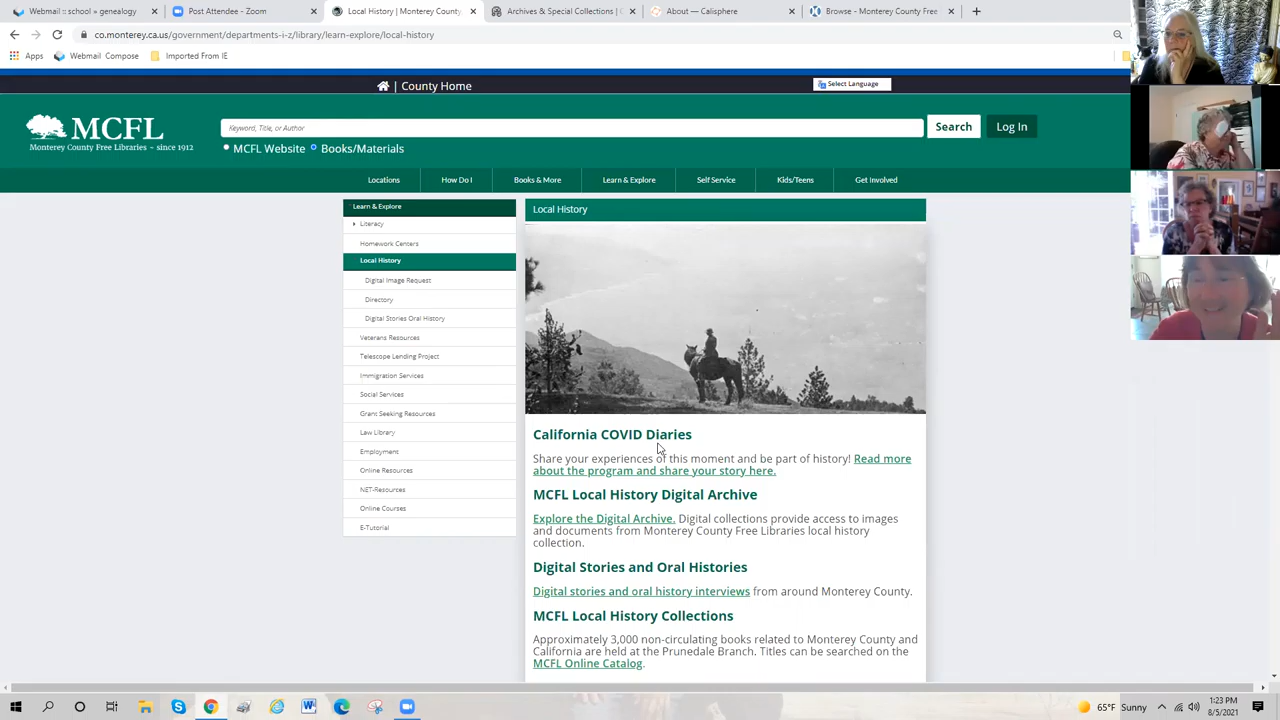 Webmail :: school » genealogy
Post Attendee - Zoom
Local History | Monterey County
Archives & Special Collections
About — Calisphere
Browse - Monterey County
co.monterey.ca.us/government/departments-i-z/library/learn-explore/local-history
Apps
Webmail Compose
Imported From IE
| County Home
Select Language
MCFL
Monterey County Free Libraries ~ since 1912
Keyword, Title, or Author
Search
Log In
MCFL Website
Books/Materials
Locations
How Do I
Books & More
Learn & Explore
Self Service
Kids/Teens
Get Involved
Learn & Explore
Literacy
Homework Centers
Local History
Digital Image Request
Directory
Digital Stories Oral History
Veterans Resources
Telescope Lending Project
Immigration Services
Social Services
Grant Seeking Resources
Law Library
Employment
Online Resources
NET-Resources
Online Courses
E-Tutorial
Local History
California COVID Diaries
Share your experiences of this moment and be part of history! Read more
about the program and share your story here.
MCFL Local History Digital Archive
Explore the Digital Archive. Digital collections provide access to images
and documents from Monterey County Free Libraries local history
collection.
Digital Stories and Oral Histories
Digital stories and oral history interviews from around Monterey County.
MCFL Local History Collections
Approximately 3,000 non-circulating books related to Monterey County and
California are held at the Prunedale Branch. Titles can be searched on the
MCFL Online Catalog.
65°F Sunny
1:23 PM
8/5/2021